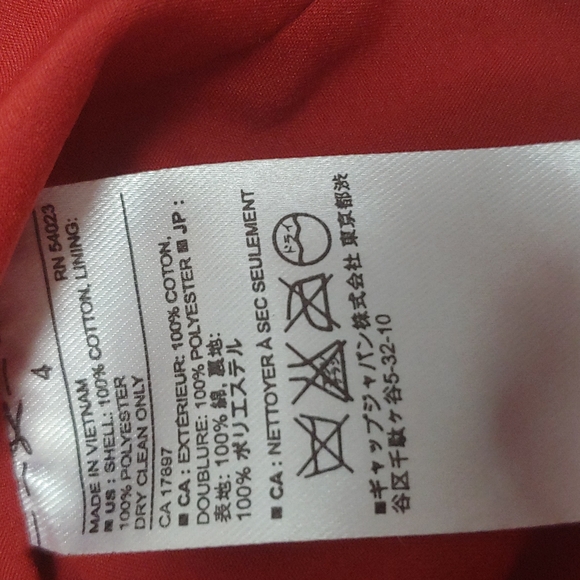 4
RN 54023
MADE IN VIETNAM
■ US : SHELL: 100% COTTON, LINING:
100% POLYESTER
DRY CLEAN ONLY
CA 17897
■ CA : EXTÉRIEUR: 100% COTON,
DOUBLURE: 100% POLYESTER ■ JP :
表地: 100% 綿, 裏地:
100% ポリエステル
■ CA : NETTOYER À SEC SEULEMENT
ドライ
■ギャップジャパン株式会社 東京都渋
谷区千駄ヶ谷5-32-10